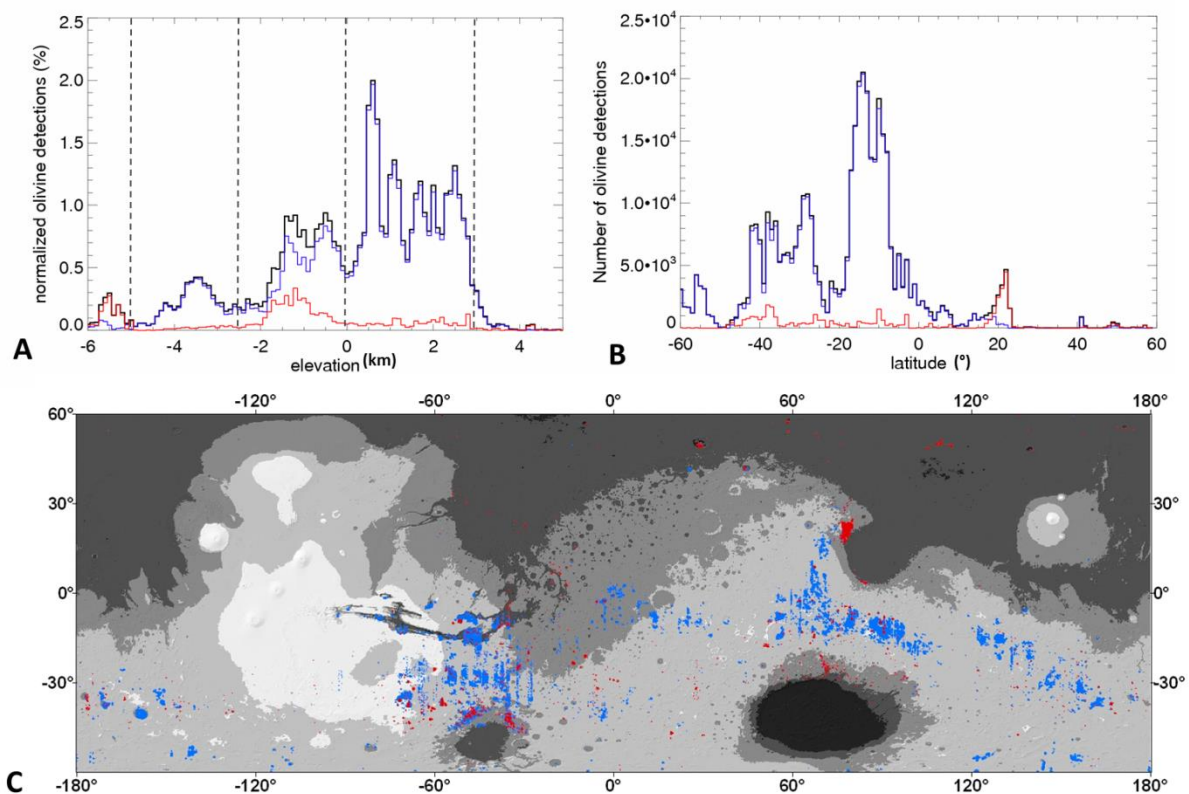 2.5
2.0
1.5
1.0
0.5
0.0
normalized olivine detections (%)
-6 -4 -2 0 2 4
elevation (km)
A
2.5•10⁴
2.0•10⁴
1.5•10⁴
1.0•10⁴
5.0•10³
0
Number of olivine detections
-60 -40 -20 0 20 40 60
latitude (°)
B
-120° -60° 0° 60° 120° 180°
60°
30° 30°
0° 0°
-30° -30°
-180° -120° -60° 0° 60° 120° 180°
C